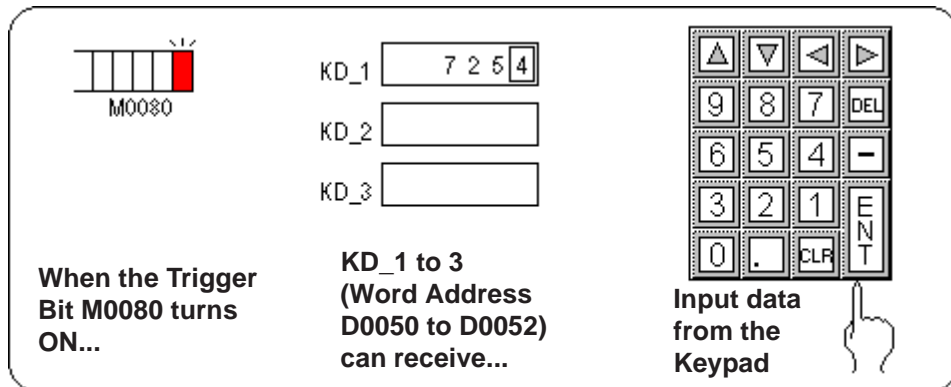 M0080
KD_1 7 2 5 4
KD_2
KD_3
When the Trigger
Bit M0080 turns
ON...
KD_1 to 3
(Word Address
D0050 to D0052)
can receive...
9 8 7 DEL
6 5 4 –
3 2 1 ENT
0 . CLR
Input data
from the
Keypad